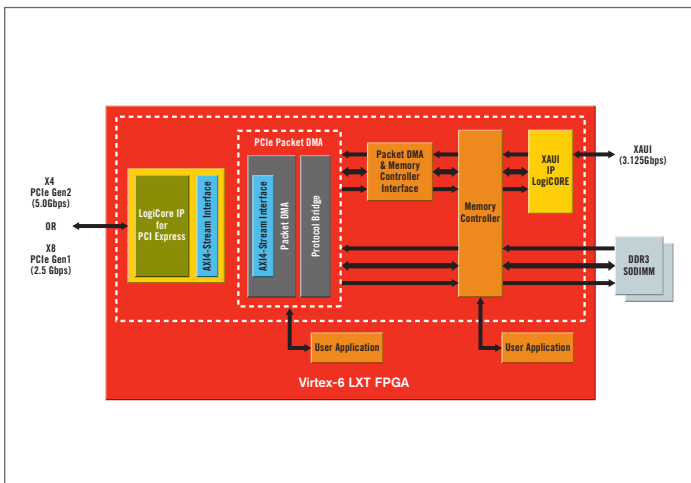 X4
PCIe Gen2
(5.0Gbps)
OR
X8
PCIe Gen1
(2.5 Gbps)
LogiCore IP
for
PCI Express
AXI4-Stream Interface
PCIe Packet DMA
AXI4-Stream Interface
Packet DMA
Protocol Bridge
Packet DMA
& Memory
Controller
Interface
Memory
Controller
XAUI
IP
LogiCORE
XAUI
(3.125Gbps)
DDR3
SODIMM
User Application
User Application
Virtex-6 LXT FPGA